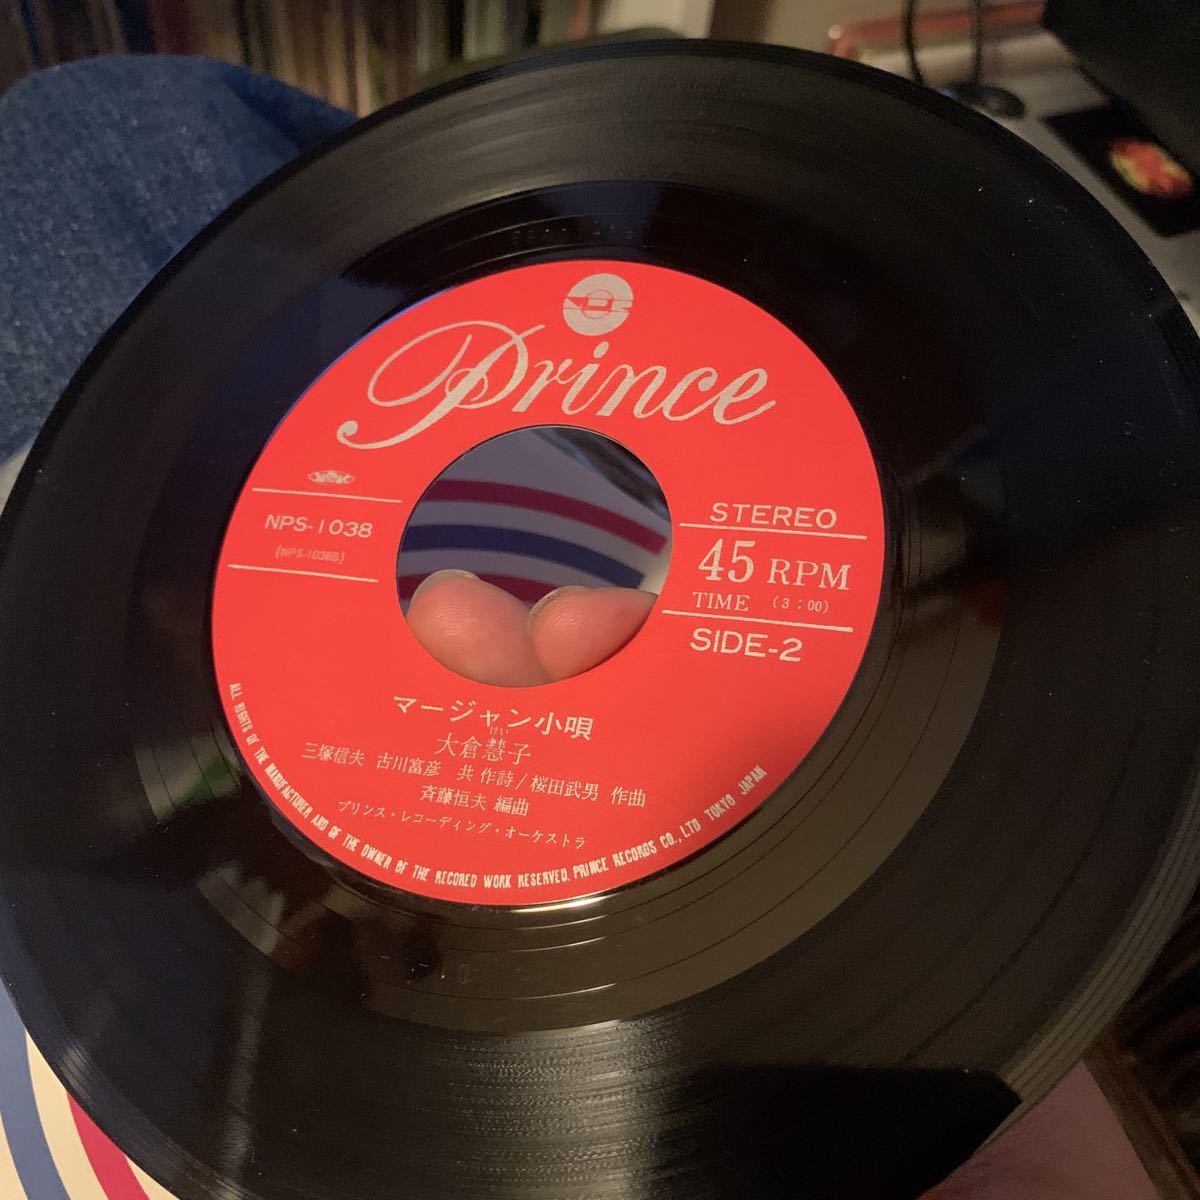 Prince
NPS-1038
(NPS-1038B)
STEREO
45 RPM
TIME (3:00)
SIDE-2
マージャン小唄
けい
大倉慧子
三塚信夫 古川富彦 共作詩/桜田武男 作曲
斉藤恒夫 編曲
プリンス・レコーディング・オーケストラ
ALL RIGHTS OF THE MANUFACTURER AND OF THE OWNER OF THE RECORED WORK RESERVED. PRINCE RECORDS CO., LTD TOKYO JAPAN